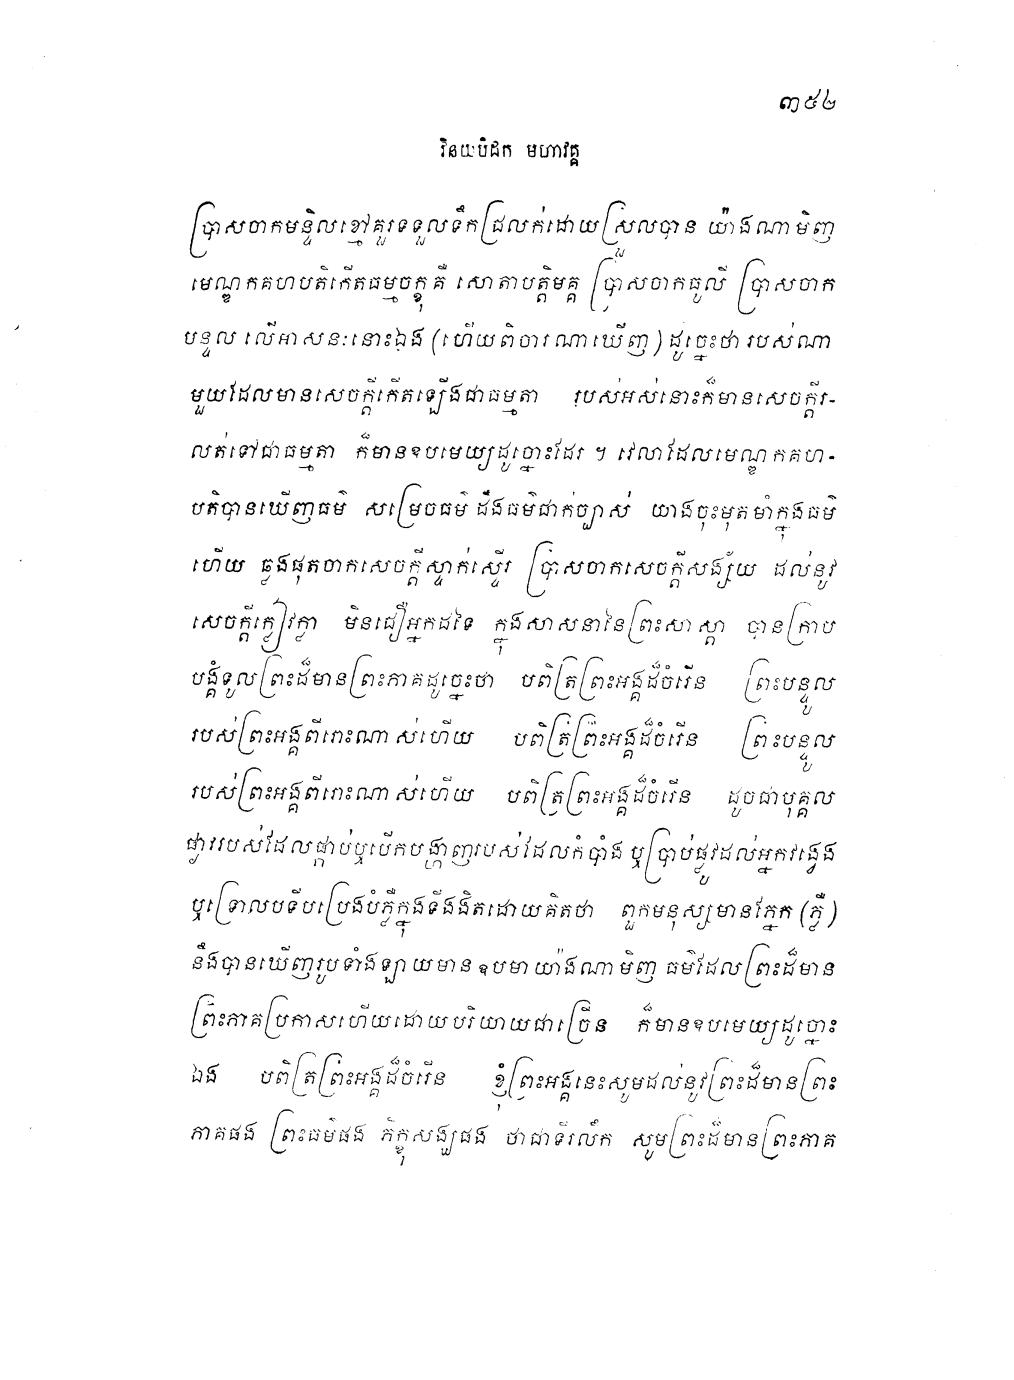 ៣៥២
វិនយបិដក មហាវគ្គ
ប្រាសចាកមន្ទិលខ្មៅគួរទទួលទឹកជ្រលក់ដោយស្រួលបាន យ៉ាងណាមិញ
មេណ្ឌកគហបតិកើតធម្មចក្ខុគឺ សោតាបត្តិមគ្គ ប្រាសចាកធូលី ប្រាសចាក
មន្ទិល លើអាសនៈនោះឯង (ហើយពិចារណាឃើញ) ដូច្នេះថា របស់ណា
មួយដែលមានសេចក្តីកើតឡើងជាធម្មតា របស់អស់នោះក៏មានសេចក្តីរ-
លត់ទៅជាធម្មតា ក៏មានឧបមេយ្យដូច្នោះដែរ ។ វេលាដែលមេណ្ឌកគហ-
បតិបានឃើញធម៌ សម្រេចធម៌ ដឹងធម៌ជាក់ច្បាស់ យាងចុះមុតមាំក្នុងធម៌
ហើយ ឆ្លងផុតចាកសេចក្តីស្ទាក់ស្ទើរ ប្រាសចាកសេចក្តីសង្ស័យ ដល់នូវ
សេចក្តីក្លៀវក្លា មិនជឿអ្នកដទៃ ក្នុងសាសនានៃព្រះសាស្តា បានក្រាប
បង្គំទូលព្រះដ៏មានព្រះភាគដូច្នេះថា បពិត្រព្រះអង្គដ៏ចំរើន ព្រះបន្ទូល
របស់ព្រះអង្គពីរោះណាស់ហើយ បពិត្រព្រះអង្គដ៏ចំរើន ព្រះបន្ទូល
របស់ព្រះអង្គពីរោះណាស់ហើយ បពិត្រព្រះអង្គដ៏ចំរើន ដូចជាបុគ្គល
ផ្ងាររបស់ដែលផ្កាប់ឬបើកបង្ហាញរបស់ដែលកំបាំង ឬប្រាប់ផ្លូវដល់អ្នកវង្វេង
ឬទ្រោលបទីបប្រេងបំភ្លឺក្នុងទីងងឹតដោយគិតថា ពួកមនុស្សមានភ្នែក (ភ្លឺ)
នឹងបានឃើញរូបទាំងឡាយមាន ឧបមាយ៉ាងណាមិញ ធម៌ដែលព្រះដ៏មាន
ព្រះភាគប្រកាសហើយដោយបរិយាយជាច្រើន ក៏មានឧបមេយ្យដូច្នោះ
ឯង បពិត្រព្រះអង្គដ៏ចំរើន ខ្ញុំព្រះអង្គនេះសូមដល់នូវព្រះដ៏មានព្រះ
ភាគផង ព្រះធម៌ផង ភិក្ខុសង្ឃផង ថាជាទីរលឹក សូមព្រះដ៏មានព្រះភាគ